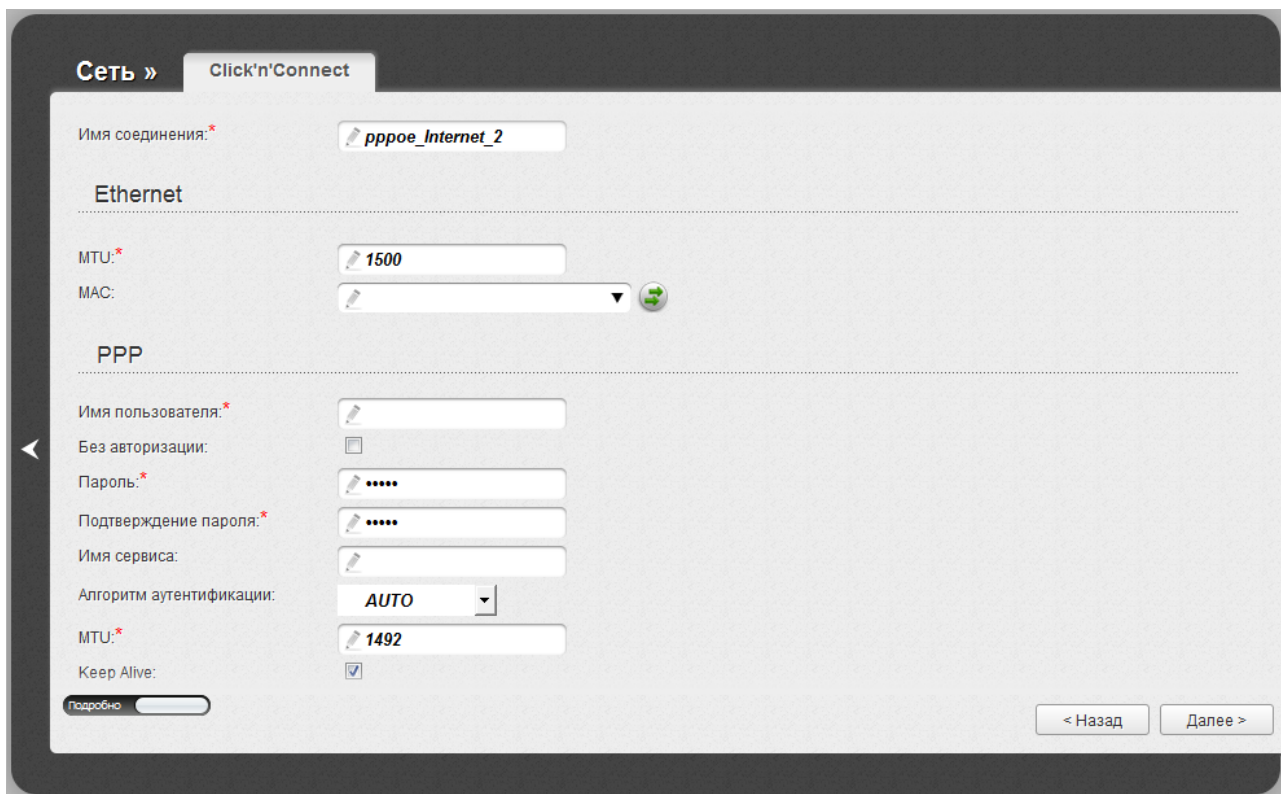 Сеть »
Click'n'Connect
Имя соединения:*
pppoe_Internet_2
Ethernet
MTU:*
1500
MAC:
PPP
Имя пользователя:*
Без авторизации:
Пароль:*
•••••
Подтверждение пароля:*
•••••
Имя сервиса:
Алгоритм аутентификации:
AUTO
MTU:*
1492
Keep Alive:
Подробно
< Назад
Далее >